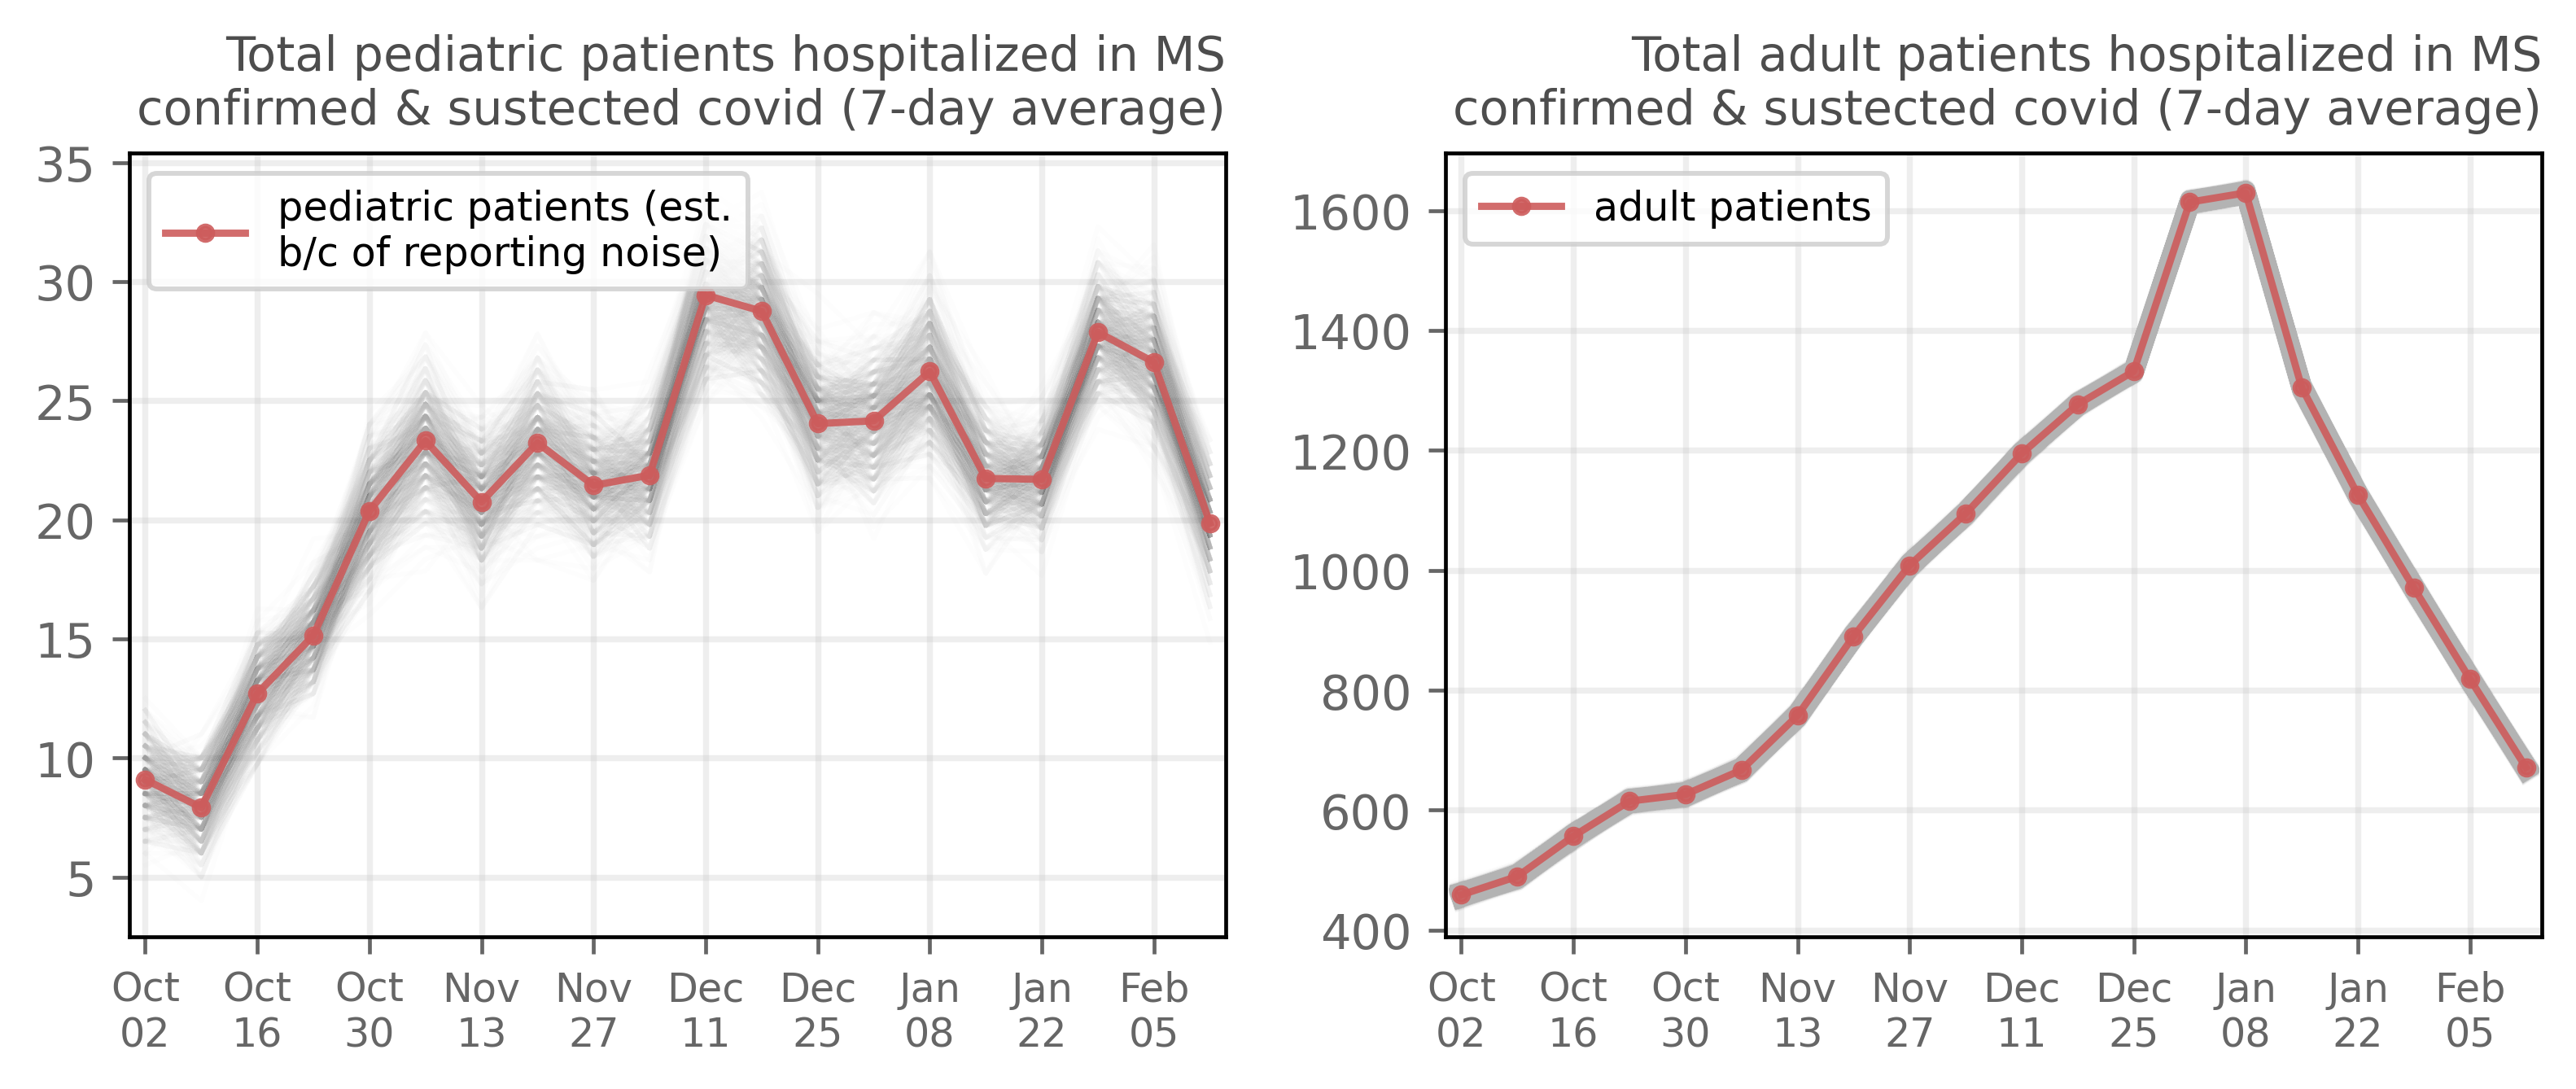 Total pediatric patients hospitalized in MS
confirmed & sustected covid (7-day average)
35
30
25
20
15
10
5
pediatric patients (est.
b/c of reporting noise)
Oct Oct Oct Nov Nov Dec Dec Jan Jan Feb
02 16 30 13 27 11 25 08 22 05
Total adult patients hospitalized in MS
confirmed & sustected covid (7-day average)
1600
1400
1200
1000
800
600
400
adult patients
Oct Oct Oct Nov Nov Dec Dec Jan Jan Feb
02 16 30 13 27 11 25 08 22 05